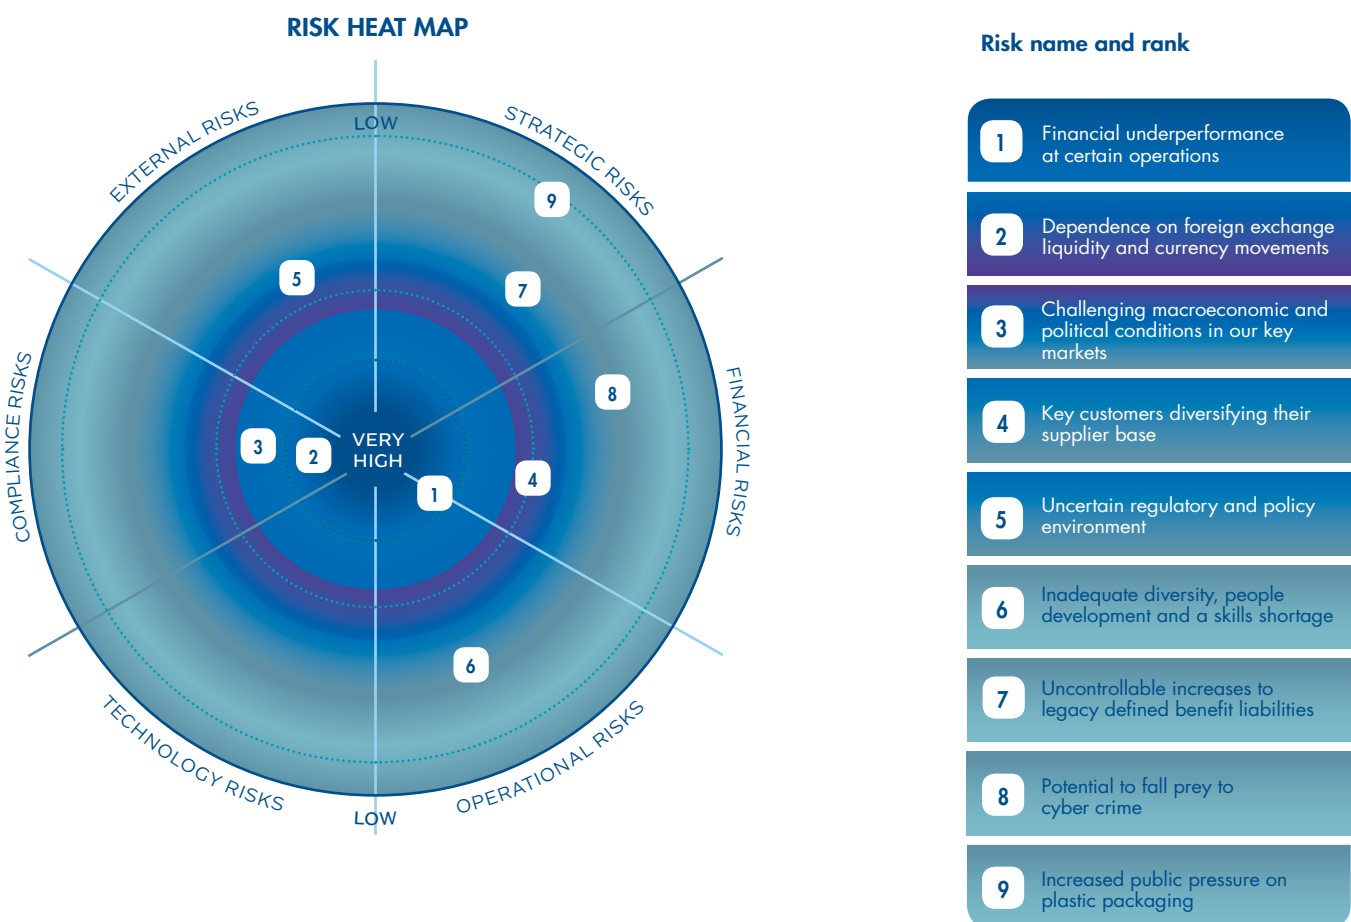 RISK HEAT MAP
LOW
EXTERNAL RISKS
STRATEGIC RISKS
COMPLIANCE RISKS
FINANCIAL RISKS
TECHNOLOGY RISKS
OPERATIONAL RISKS
VERY
HIGH
9
5
7
8
3
2
4
1
6
LOW
Risk name and rank
1
Financial underperformance
at certain operations
2
Dependence on foreign exchange
liquidity and currency movements
3
Challenging macroeconomic and
political conditions in our key
markets
4
Key customers diversifying their
supplier base
5
Uncertain regulatory and policy
environment
6
Inadequate diversity, people
development and a skills shortage
7
Uncontrollable increases to
legacy defined benefit liabilities
8
Potential to fall prey to
cyber crime
9
Increased public pressure on
plastic packaging